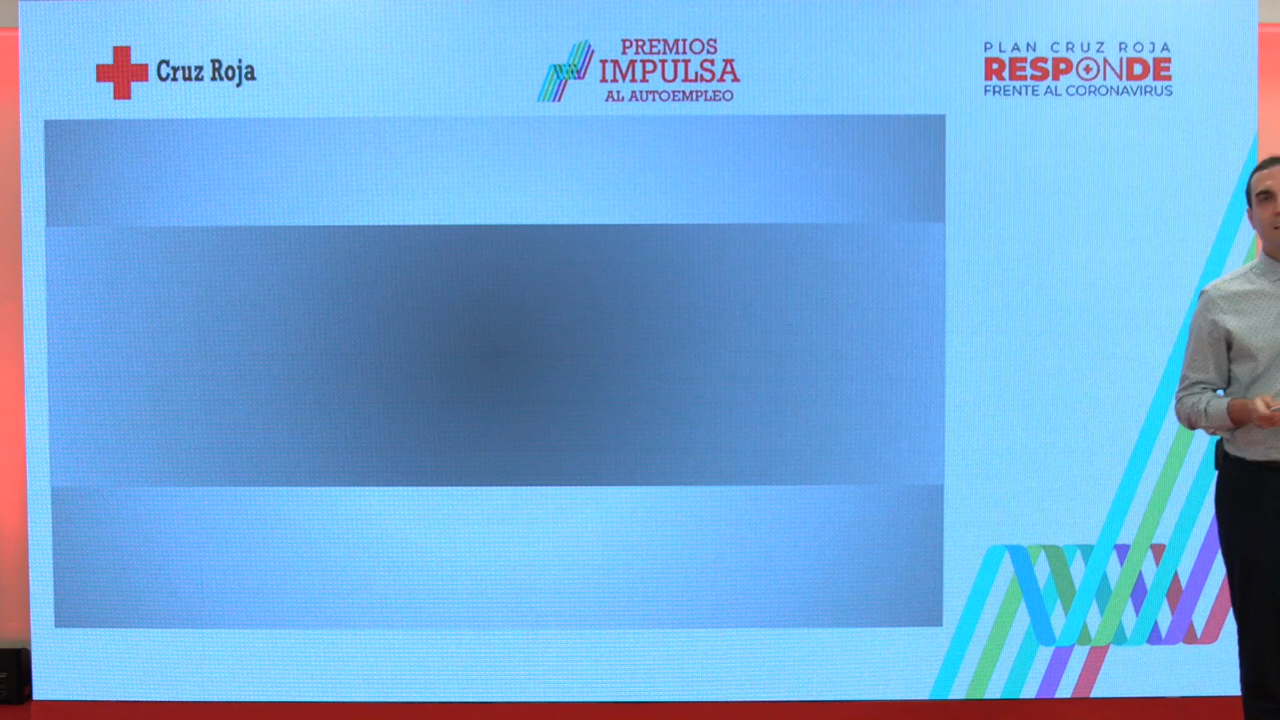 Cruz Roja
PREMIOS
IMPULSA
AL AUTOEMPLEO
PLAN CRUZ ROJA
RESPONDE
FRENTE AL CORONAVIRUS